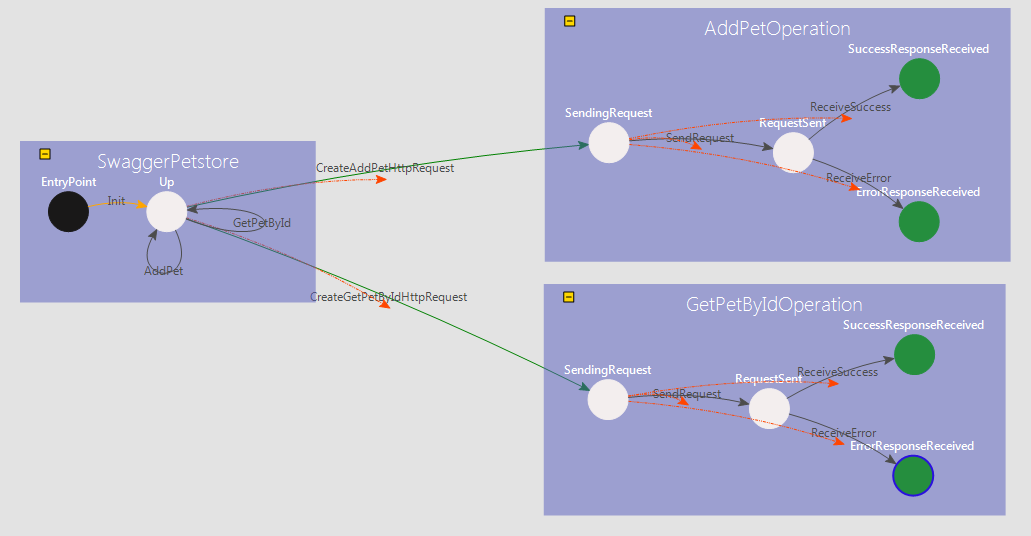 SwaggerPetstore
EntryPoint
Up
Init
GetPetById
AddPet
CreateAddPetHttpRequest
CreateGetPetByIdHttpRequest
AddPetOperation
SuccessResponseReceived
SendingRequest
ReceiveSuccess
RequestSent
SendRequest
ReceiveError
ErrorResponseReceived
GetPetByIdOperation
SuccessResponseReceived
SendingRequest
ReceiveSuccess
RequestSent
SendRequest
ReceiveError
ErrorResponseReceived